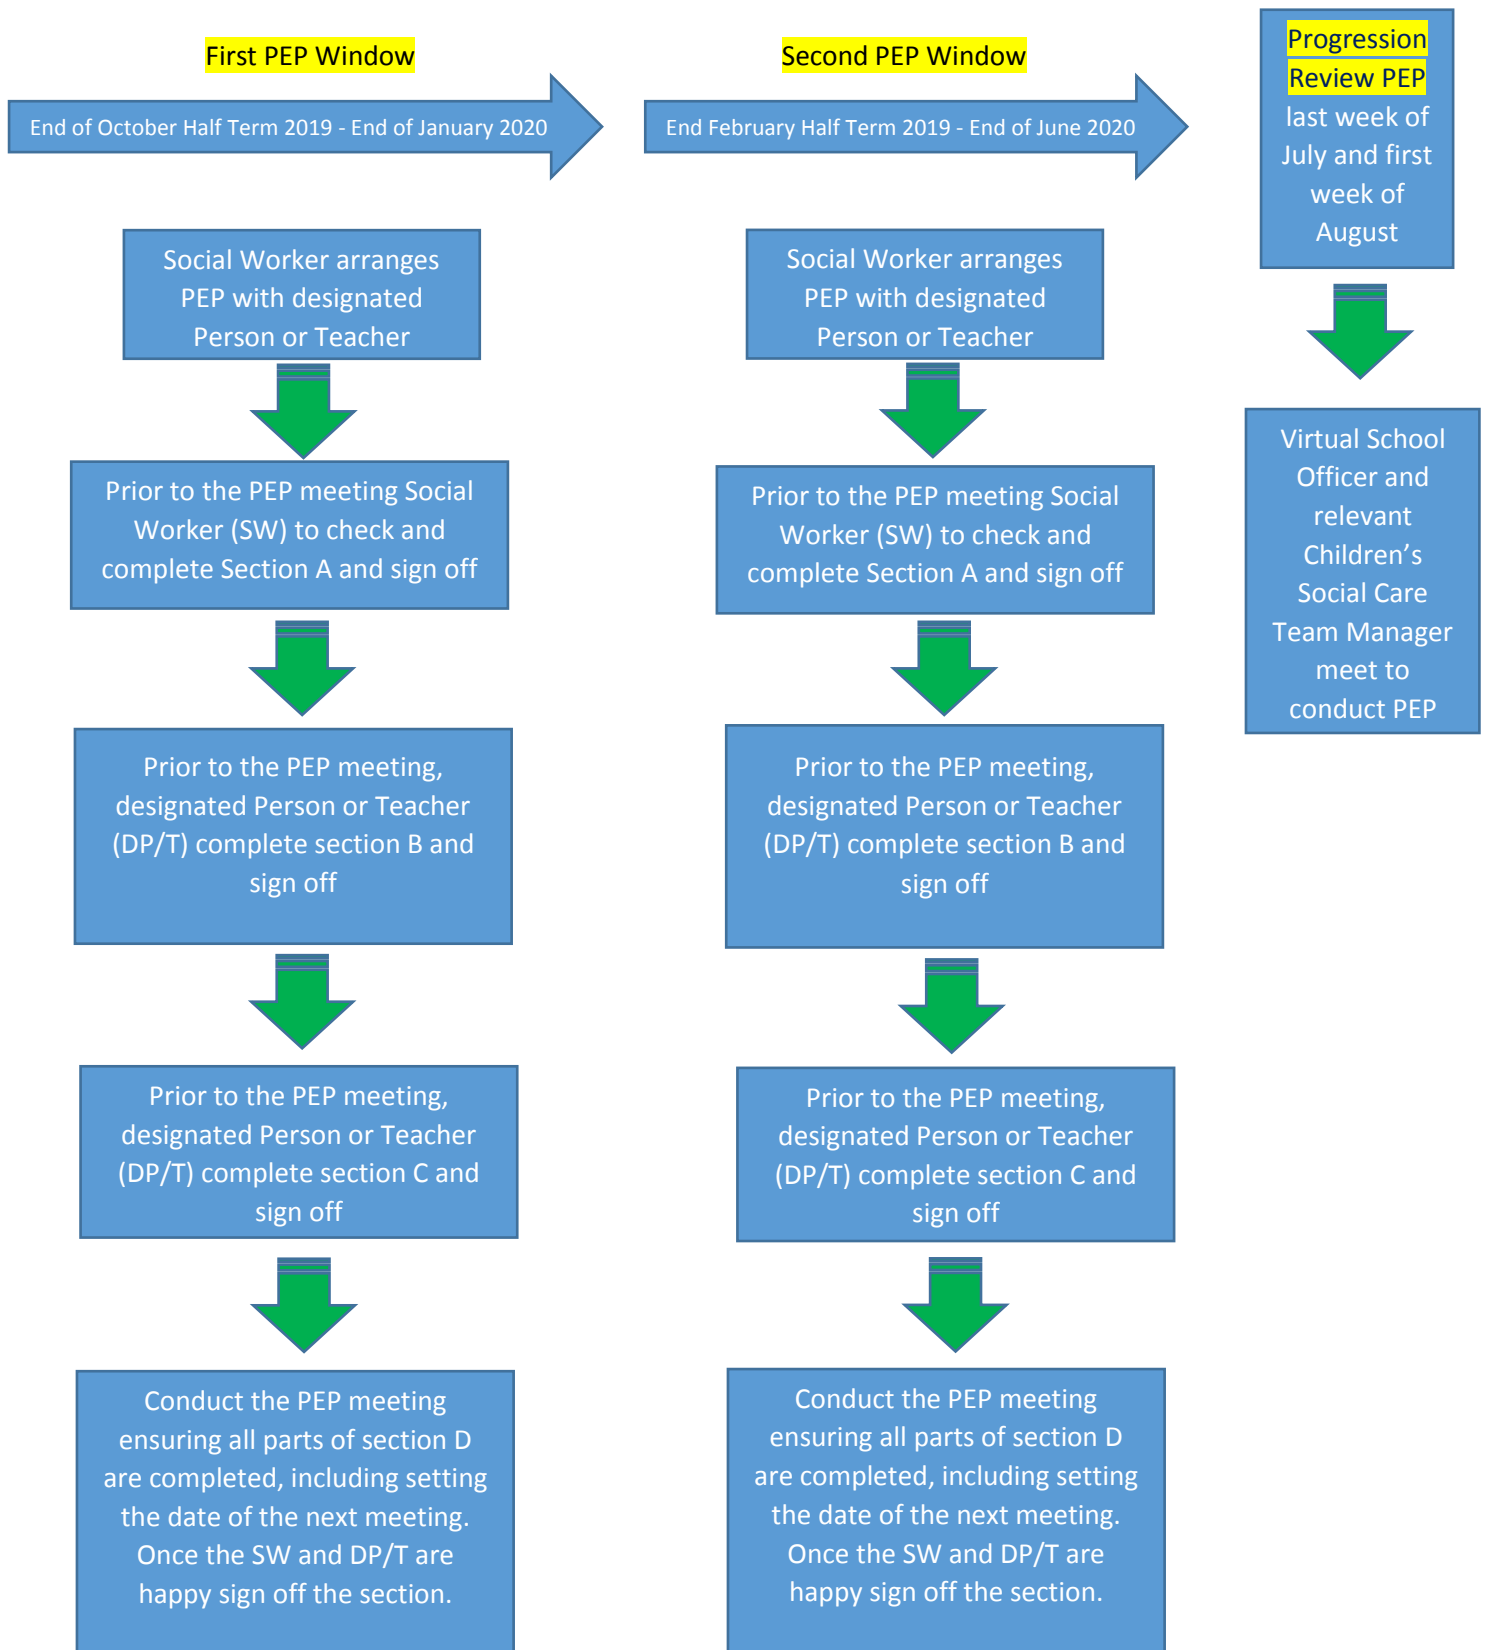 First PEP Window
End of October Half Term 2019 - End of January 2020
Social Worker arranges
PEP with designated
Person or Teacher
Prior to the PEP meeting Social
Worker (SW) to check and
complete Section A and sign off
Prior to the PEP meeting,
designated Person or Teacher
(DP/T) complete section B and
sign off
Prior to the PEP meeting,
designated Person or Teacher
(DP/T) complete section C and
sign off
Conduct the PEP meeting
ensuring all parts of section D
are completed, including setting
the date of the next meeting.
Once the SW and DP/T are
happy sign off the section.
Second PEP Window
End February Half Term 2019 - End of June 2020
Social Worker arranges
PEP with designated
Person or Teacher
Prior to the PEP meeting Social
Worker (SW) to check and
complete Section A and sign off
Prior to the PEP meeting,
designated Person or Teacher
(DP/T) complete section B and
sign off
Prior to the PEP meeting,
designated Person or Teacher
(DP/T) complete section C and
sign off
Conduct the PEP meeting
ensuring all parts of section D
are completed, including setting
the date of the next meeting.
Once the SW and DP/T are
happy sign off the section.
Progression
Review PEP
last week of
July and first
week of
August
Virtual School
Officer and
relevant
Children’s
Social Care
Team Manager
meet to
conduct PEP